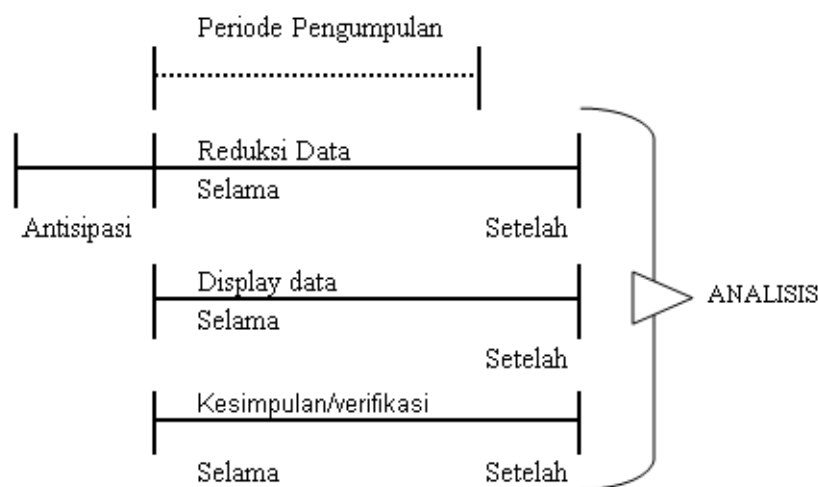 Periode Pengumpulan
Reduksi Data
Selama
Antisipasi
Setelah
Display data
Selama
ANALISIS
Setelah
Kesimpulan/verifikasi
Selama
Setelah